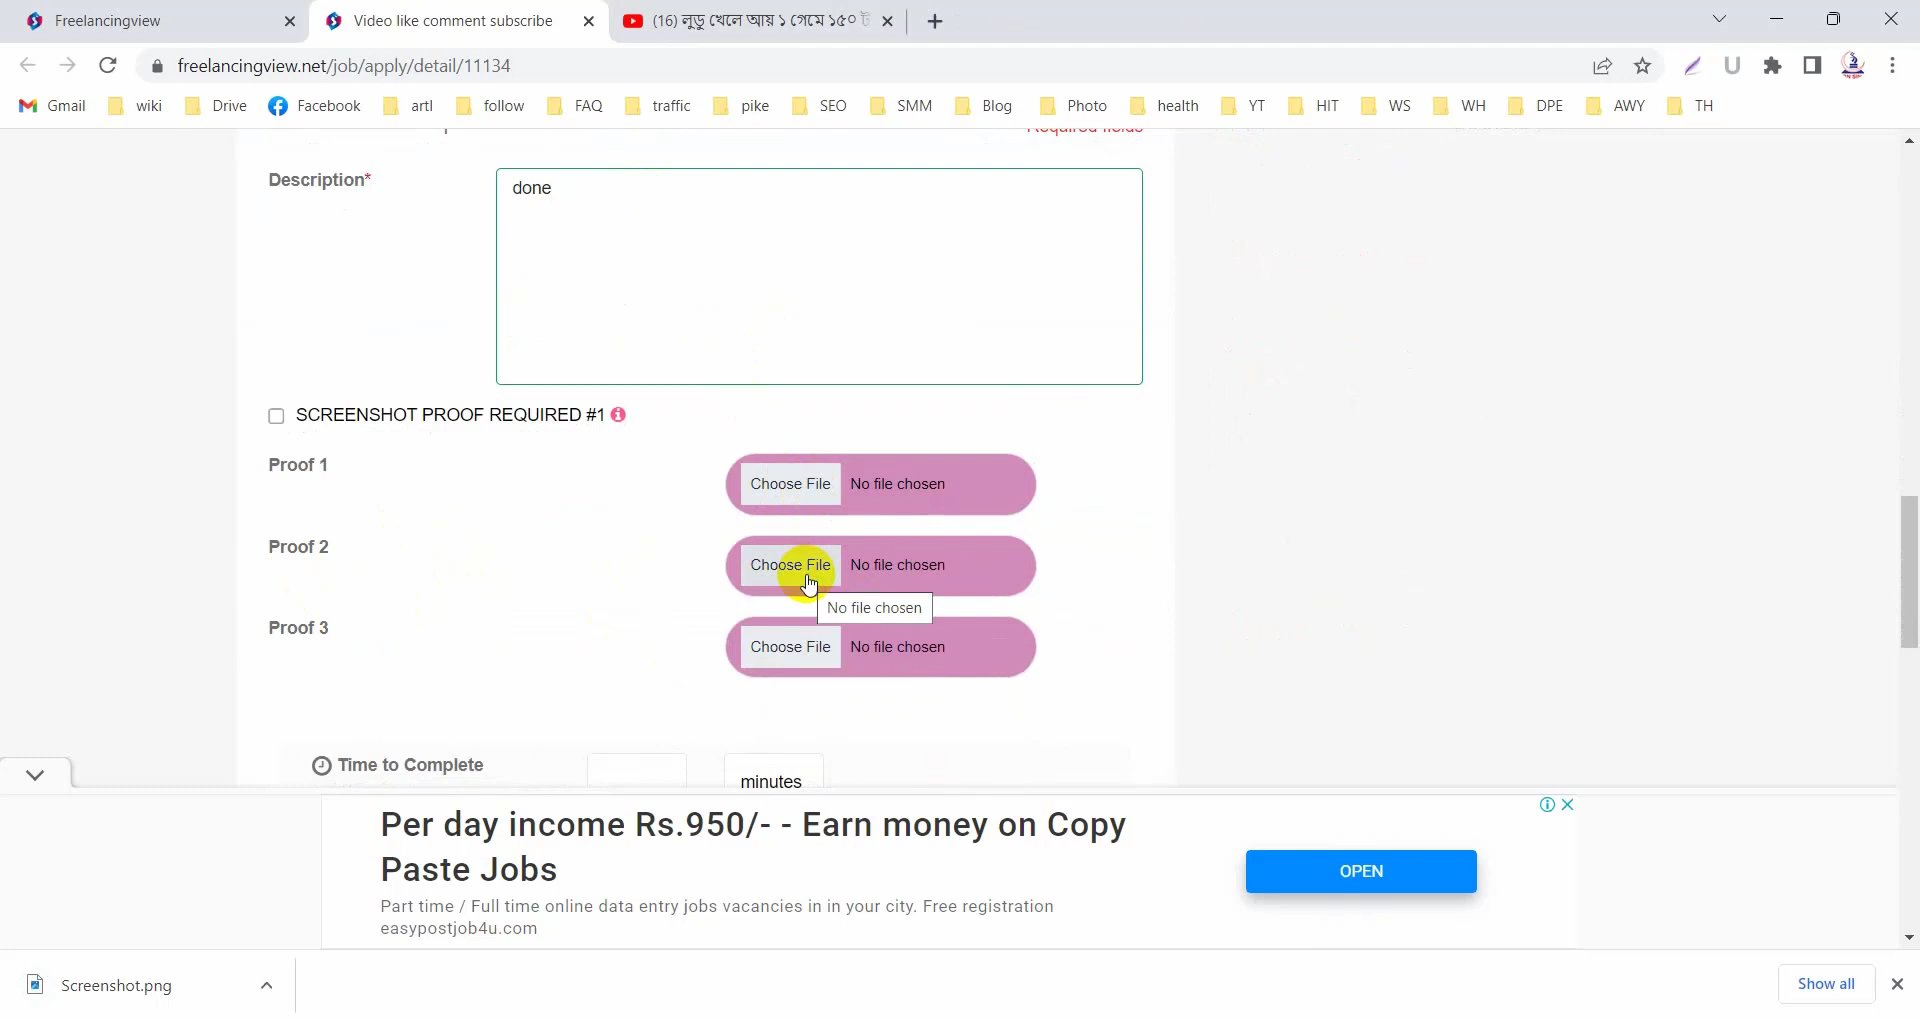 Freelancingview
Video like comment subscribe
(16) লুডু খেলে আয় ১ গেমে ১৫০ ট
freelancingview.net/job/apply/detail/11134
Gmail wiki Drive Facebook artl follow FAQ traffic pike SEO SMM Blog Photo health YT HIT WS WH DPE AWY TH
Required fields
Description*
done
SCREENSHOT PROOF REQUIRED #1
Proof 1
Choose File No file chosen
Proof 2
Choose File No file chosen
No file chosen
Proof 3
Choose File No file chosen
Time to Complete
minutes
Per day income Rs.950/- - Earn money on Copy
Paste Jobs
OPEN
Part time / Full time online data entry jobs vacancies in in your city. Free registration
easypostjob4u.com
Screenshot.png
Show all